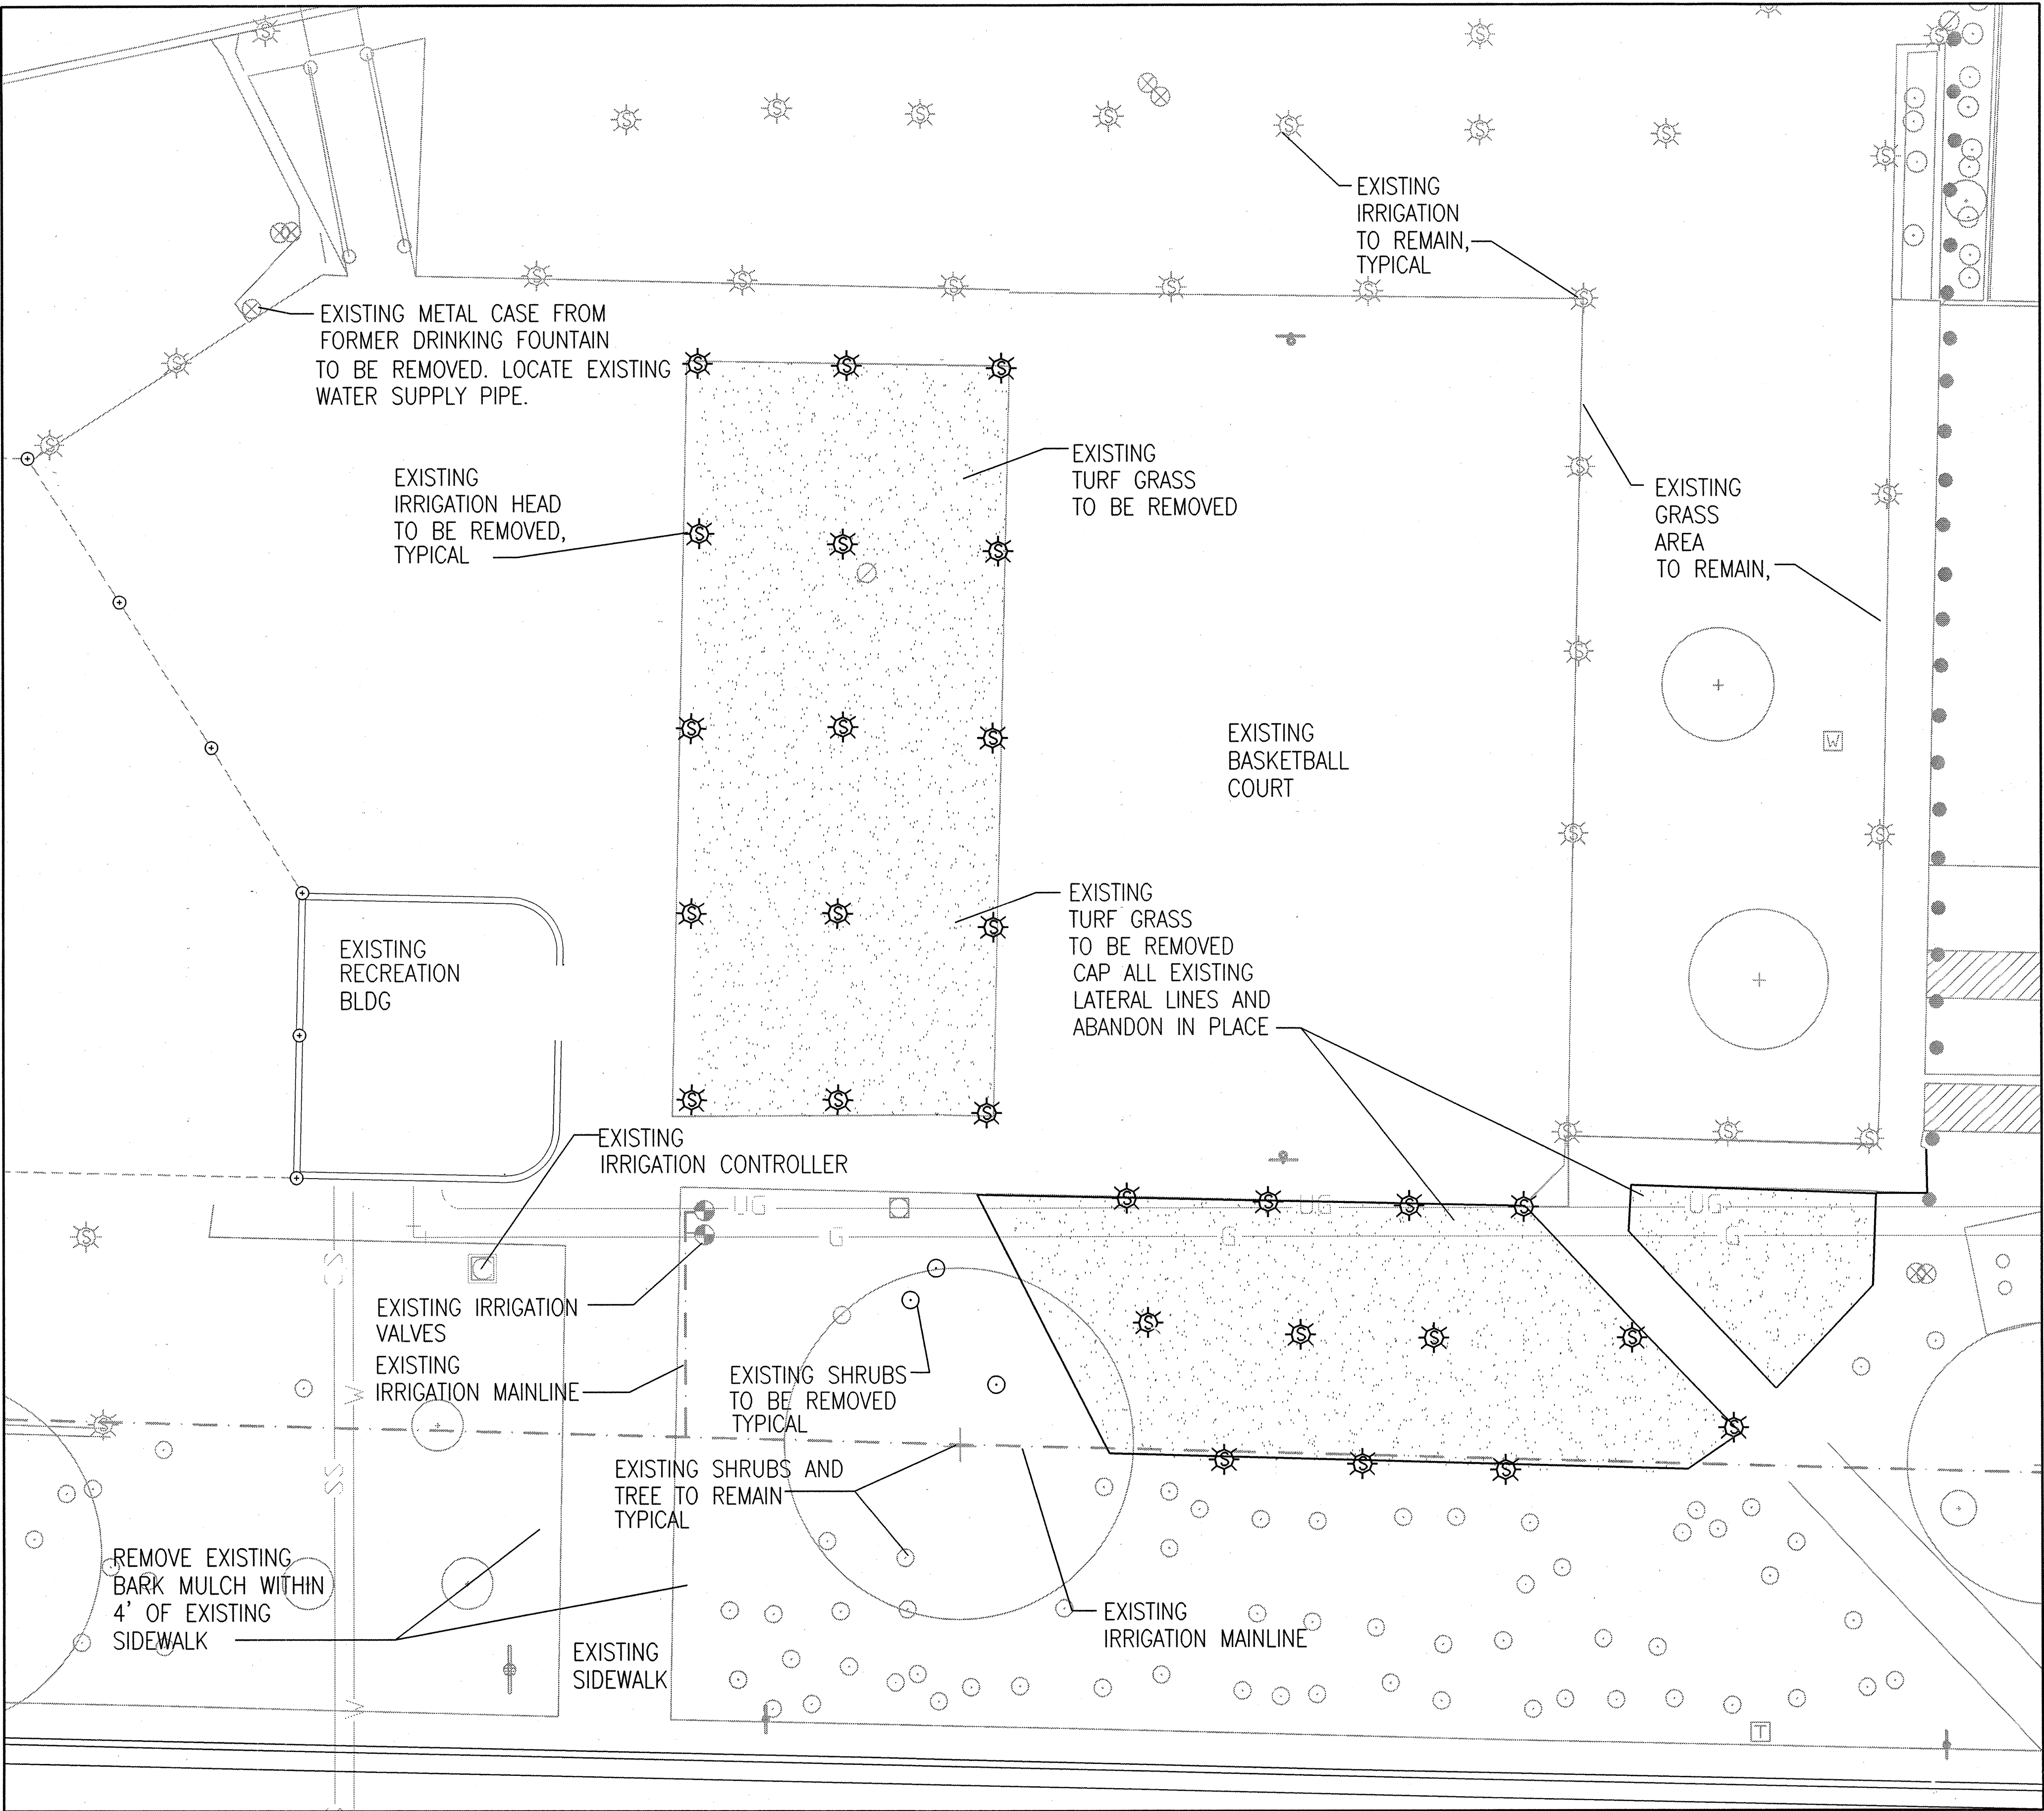 EXISTING
IRRIGATION
TO REMAIN,
TYPICAL
EXISTING METAL CASE FROM
FORMER DRINKING FOUNTAIN
TO BE REMOVED. LOCATE EXISTING
WATER SUPPLY PIPE.
EXISTING
IRRIGATION HEAD
TO BE REMOVED,
TYPICAL
EXISTING
TURF GRASS
TO BE REMOVED
EXISTING
GRASS
AREA
TO REMAIN,
EXISTING
BASKETBALL
COURT
W
EXISTING
TURF GRASS
TO BE REMOVED
CAP ALL EXISTING
LATERAL LINES AND
ABANDON IN PLACE
EXISTING
RECREATION
BLDG
EXISTING
IRRIGATION CONTROLLER
UG
UG
UG
G
G
G
EXISTING IRRIGATION
VALVES
EXISTING
IRRIGATION MAINLINE
EXISTING SHRUBS
TO BE REMOVED
TYPICAL
EXISTING SHRUBS AND
TREE TO REMAIN
TYPICAL
REMOVE EXISTING
BARK MULCH WITHIN
4' OF EXISTING
SIDEWALK
EXISTING
SIDEWALK
EXISTING
IRRIGATION MAINLINE
SS
W
W
T